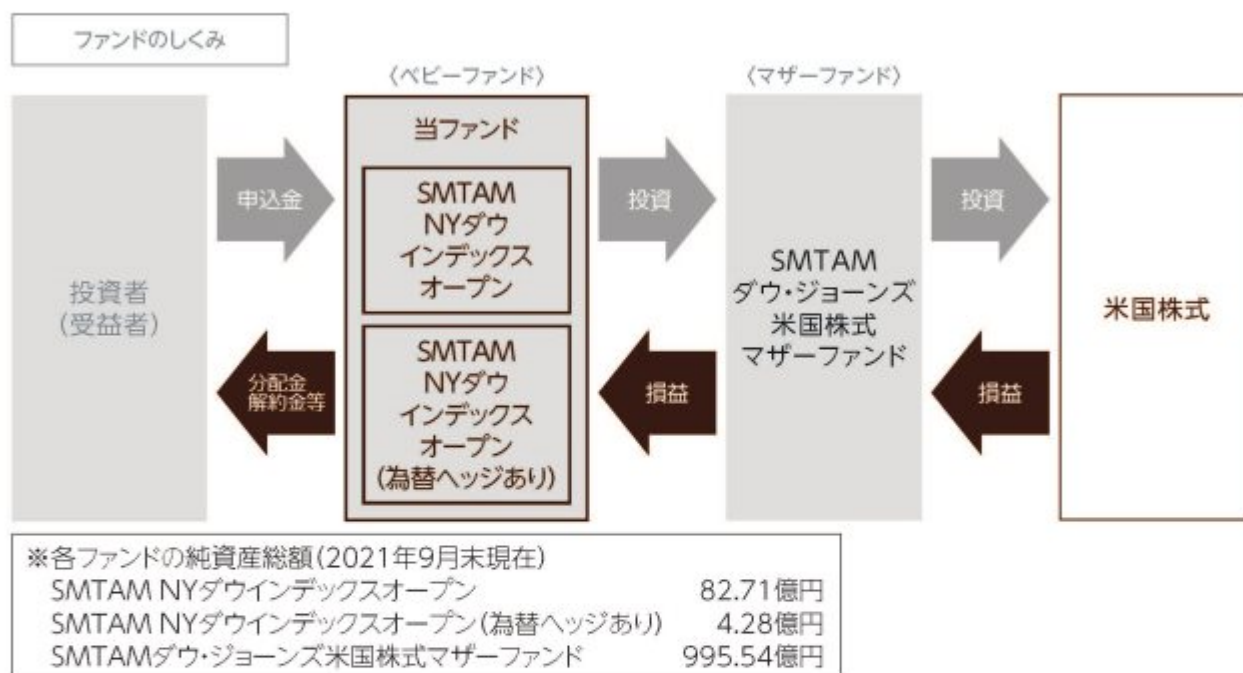 ファンドのしくみ
〈ベビーファンド〉
〈マザーファンド〉
投資者
(受益者)
申込金
分配金
解約金等
当ファンド
SMTAM
NYダウ
インデックス
オープン
SMTAM
NYダウ
インデックス
オープン
(為替ヘッジあり)
投資
損益
SMTAM
ダウ・ジョーンズ
米国株式
マザーファンド
投資
損益
米国株式
※各ファンドの純資産総額(2021年9月末現在)
SMTAM NYダウインデックスオープン 82.71億円
SMTAM NYダウインデックスオープン(為替ヘッジあり) 4.28億円
SMTAMダウ・ジョーンズ米国株式マザーファンド 995.54億円